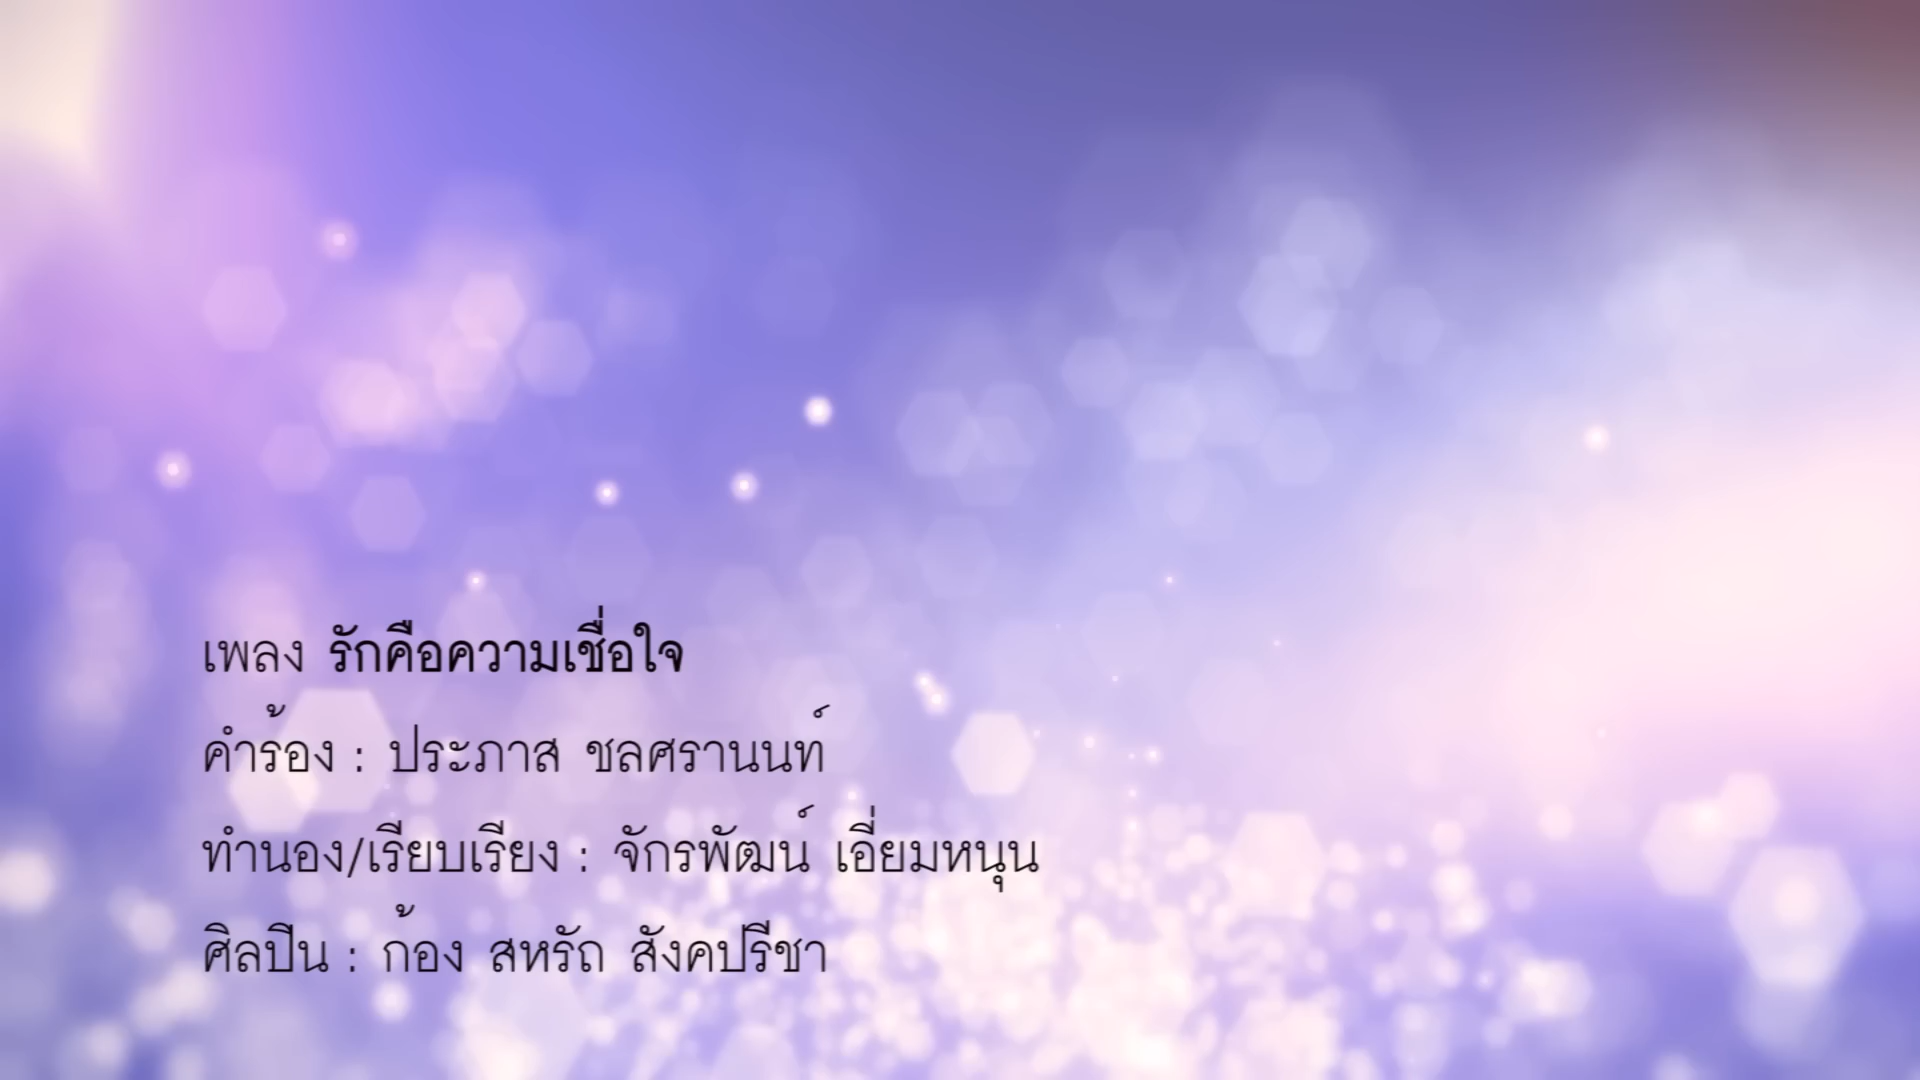 เพลง รักคือความเชื่อใจ
คำร้อง : ประภาส ชลศรานนท์
ทำนอง/เรียบเรียง : จักรพัฒน์ เอี่ยมหนุน
ศิลปิน : ก้อง สหรัถ สังคปรีชา